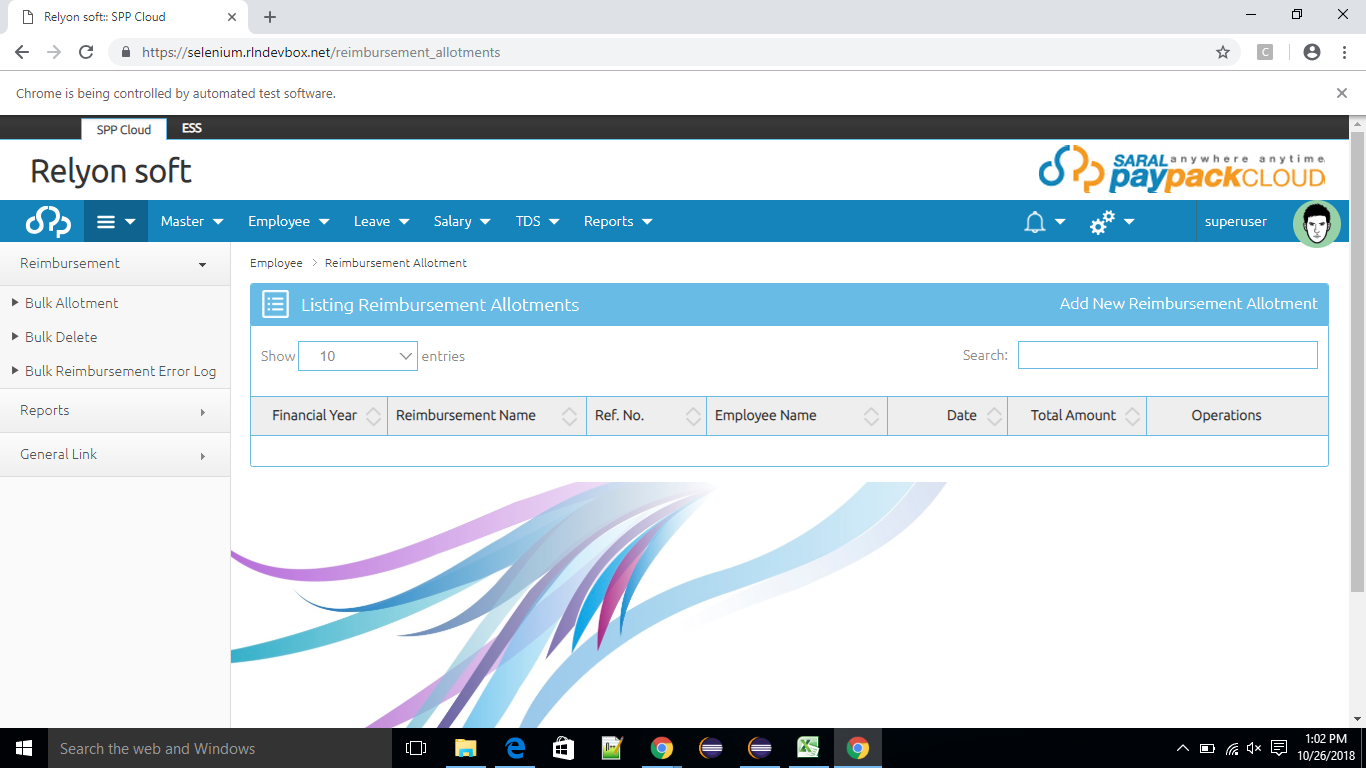 Relyon soft:: SPP Cloud
https://selenium.rlndevbox.net/reimbursement_allotments
C
Chrome is being controlled by automated test software.
SPP Cloud ESS
Relyon soft
SARAL anywhere anytime
paypackCLOUD
Master Employee Leave Salary TDS Reports superuser
Reimbursement
Employee > Reimbursement Allotment
Bulk Allotment
Bulk Delete
Bulk Reimbursement Error Log
Reports
General Link
Listing Reimbursement Allotments Add New Reimbursement Allotment
Show 10 entries Search:
Financial Year Reimbursement Name Ref. No. Employee Name Date Total Amount Operations
Search the web and Windows
1:02 PM
10/26/2018